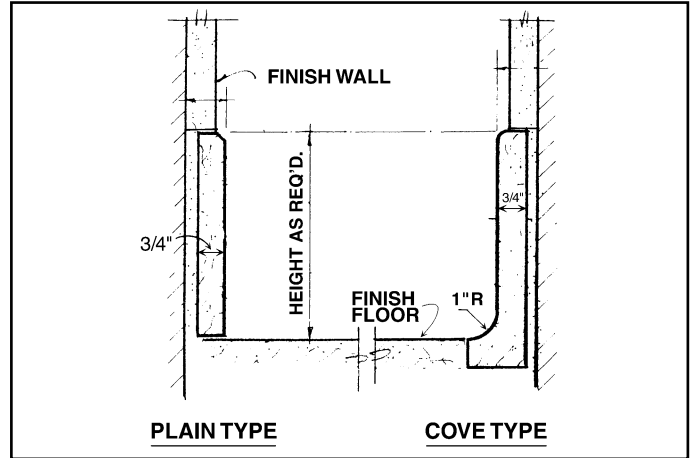 FINISH WALL
HEIGHT AS REQ'D.
3/4"
3/4"
FINISH
FLOOR
1"R
PLAIN TYPE
COVE TYPE